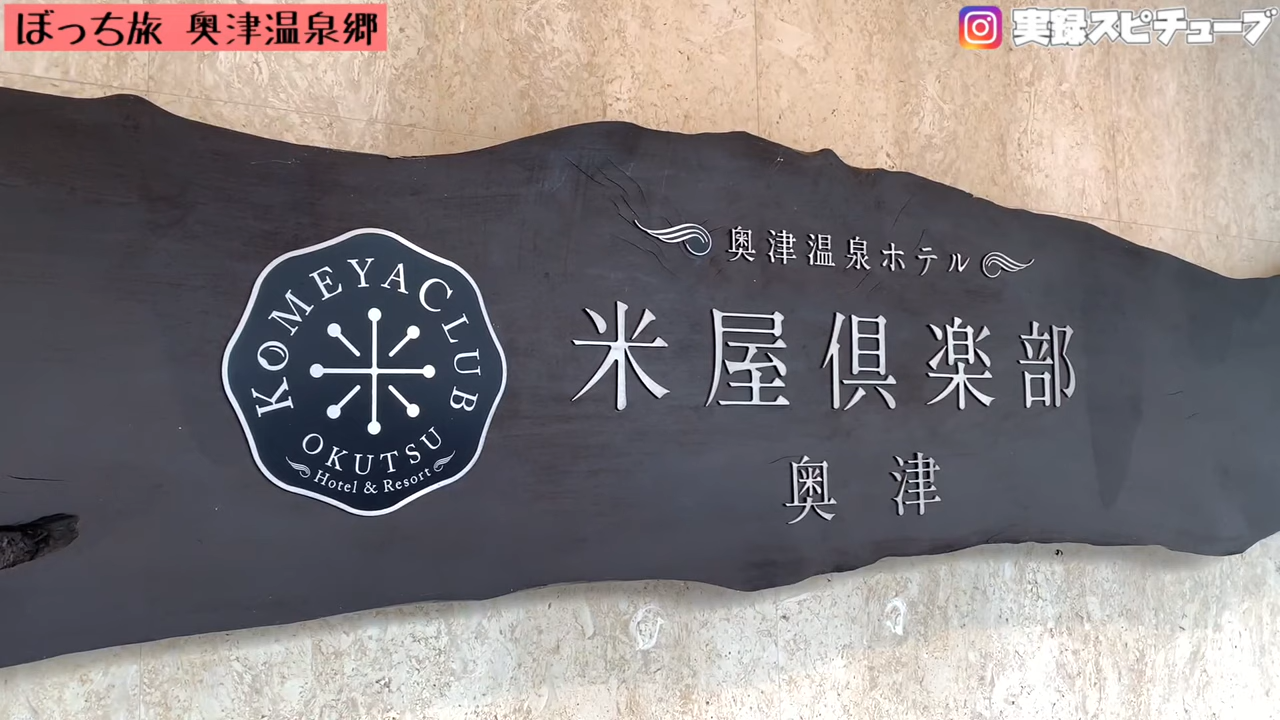 ぼっち旅 奥津温泉郷
実録スピチューブ
KOMEYACLUB
OKUTSU
Hotel & Resort
奥津温泉ホテル
米屋倶楽部
奥津